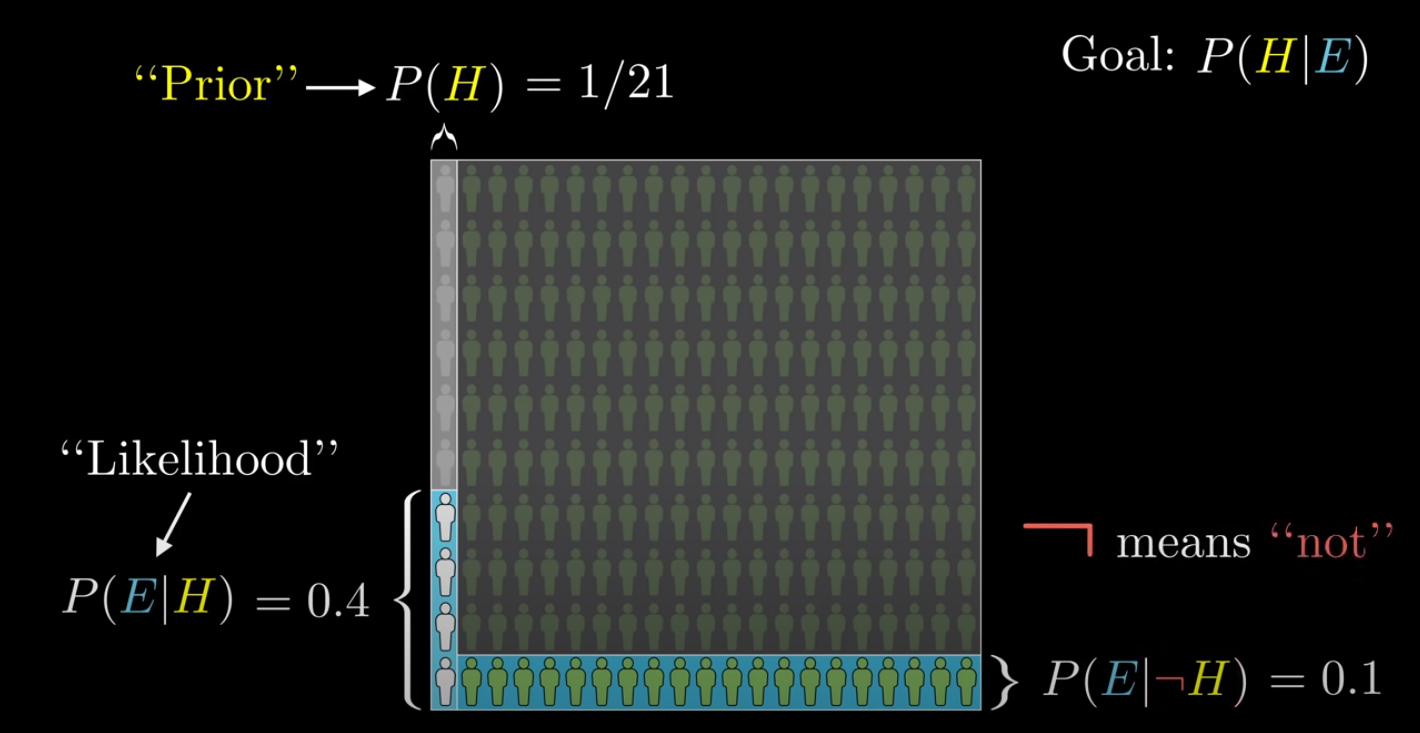 “Prior” → P(H) = 1/21
Goal: P(H|E)
“Likelihood”
P(E|H) = 0.4
¬ means “not”
P(E|¬H) = 0.1